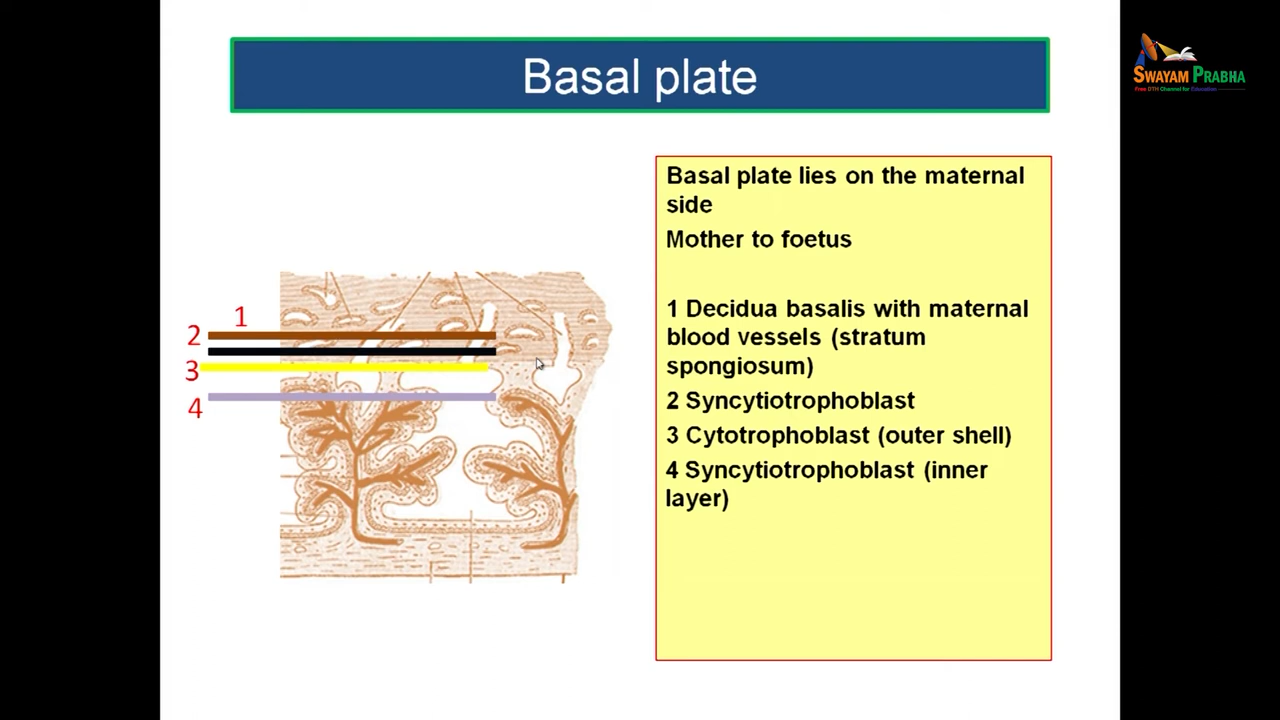 Basal plate
SWAYAM PRABHA
Free DTH Channel for Education
Basal plate lies on the maternal
side
Mother to foetus
1 Decidua basalis with maternal
blood vessels (stratum
spongiosum)
2 Syncytiotrophoblast
3 Cytotrophoblast (outer shell)
4 Syncytiotrophoblast (inner
layer)
1
2
3
4